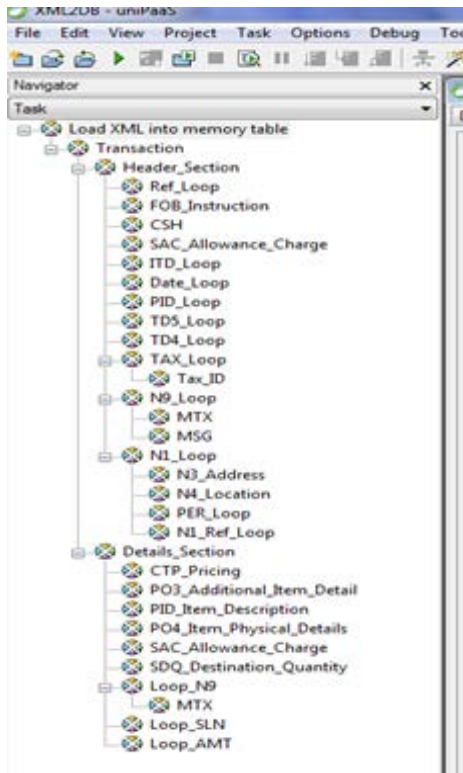 XML2DB - uniPaaS
File Edit View Project Task Options Debug
Navigator
Task
Load XML into memory table
Transaction
Header_Section
Ref_Loop
FOB_Instruction
CSH
SAC_Allowance_Charge
ITD_Loop
Date_Loop
PID_Loop
TD5_Loop
TD4_Loop
TAX_Loop
Tax_ID
N9_Loop
MTX
MSG
N1_Loop
N3_Address
N4_Location
PER_Loop
N1_Ref_Loop
Details_Section
CTP_Pricing
PO3_Additional_Item_Detail
PID_Item_Description
PO4_Item_Physical_Details
SAC_Allowance_Charge
SDQ_Destination_Quantity
Loop_N9
MTX
Loop_SLN
Loop_AMT